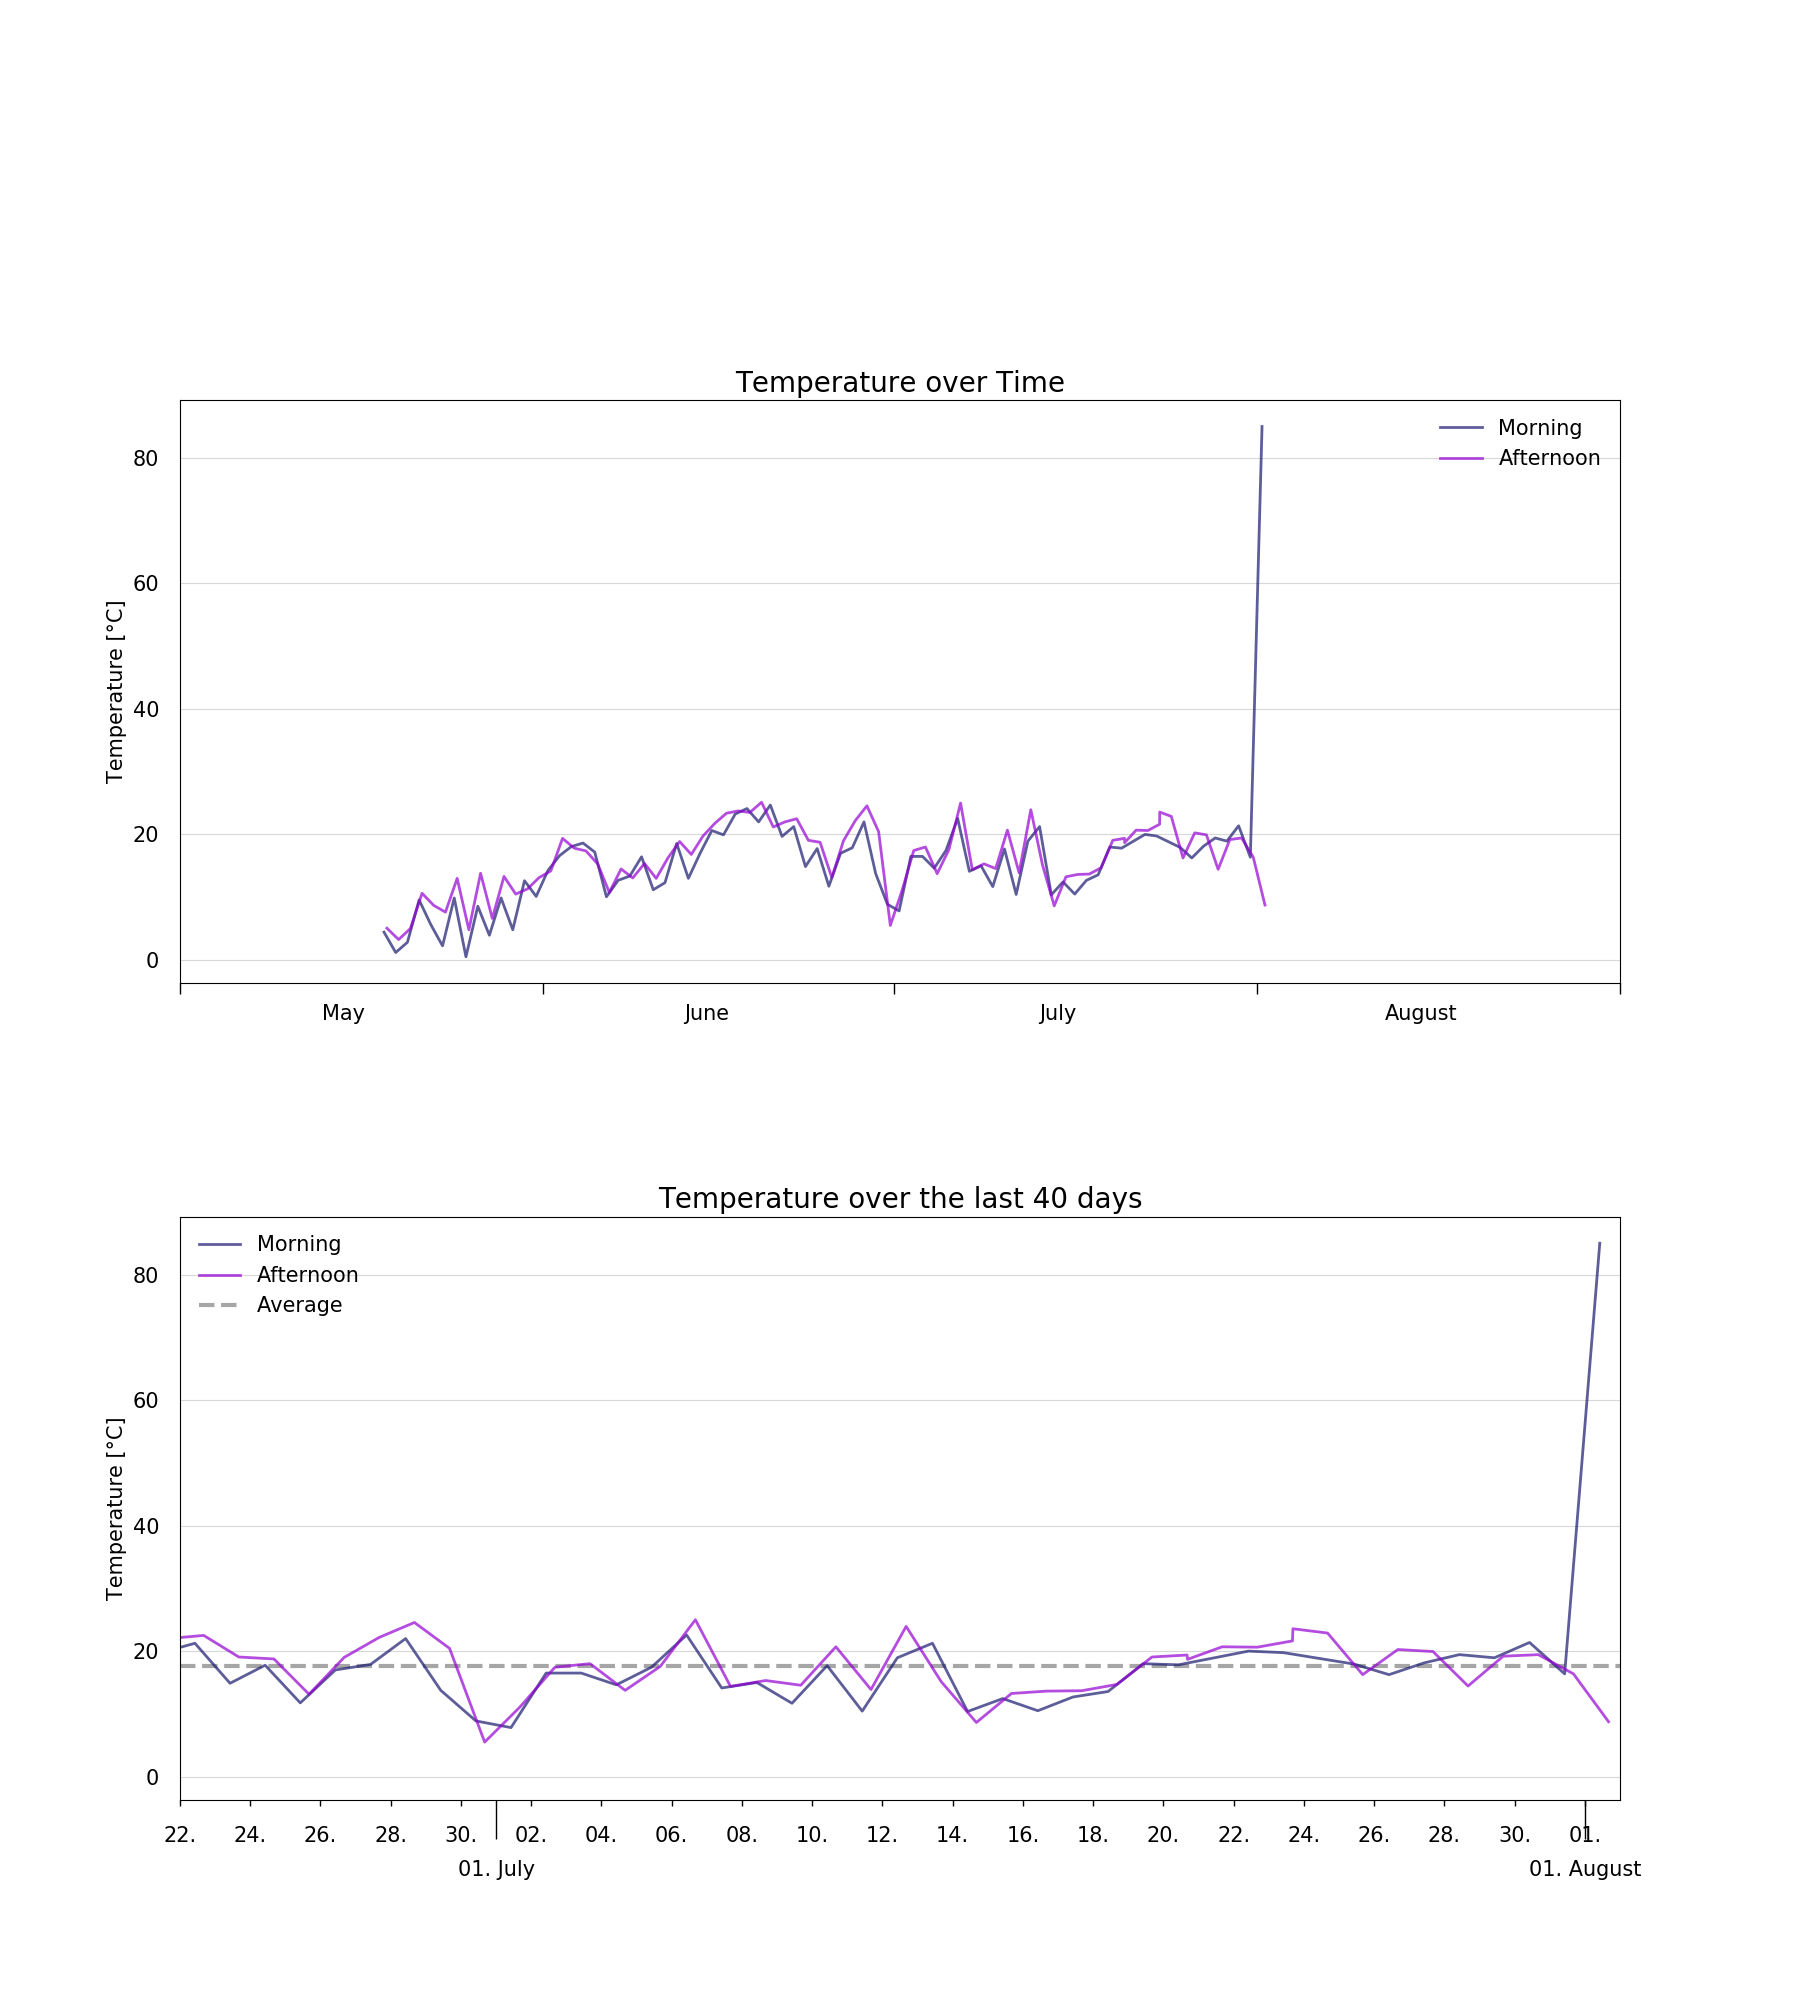 Temperature over Time
Morning
Afternoon
80
60
40
20
0
Temperature [°C]
May June July August
Temperature over the last 40 days
Morning
Afternoon
Average
80
60
40
20
0
Temperature [°C]
22. 24. 26. 28. 30. 02. 04. 06. 08. 10. 12. 14. 16. 18. 20. 22. 24. 26. 28. 30. 01.
01. July 01. August